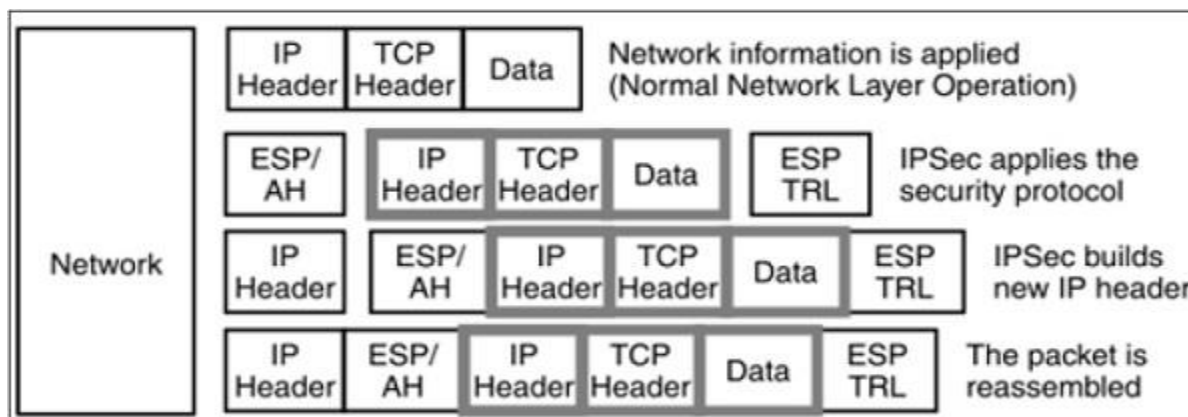 Network
IP TCP Data Network information is applied
Header Header (Normal Network Layer Operation)
ESP/ IP TCP Data ESP IPSec applies the
AH Header Header TRL security protocol
IP ESP/ IP TCP Data ESP IPSec builds
Header AH Header Header TRL new IP header
IP ESP/ IP TCP Data ESP The packet is
Header AH Header Header TRL reassembled